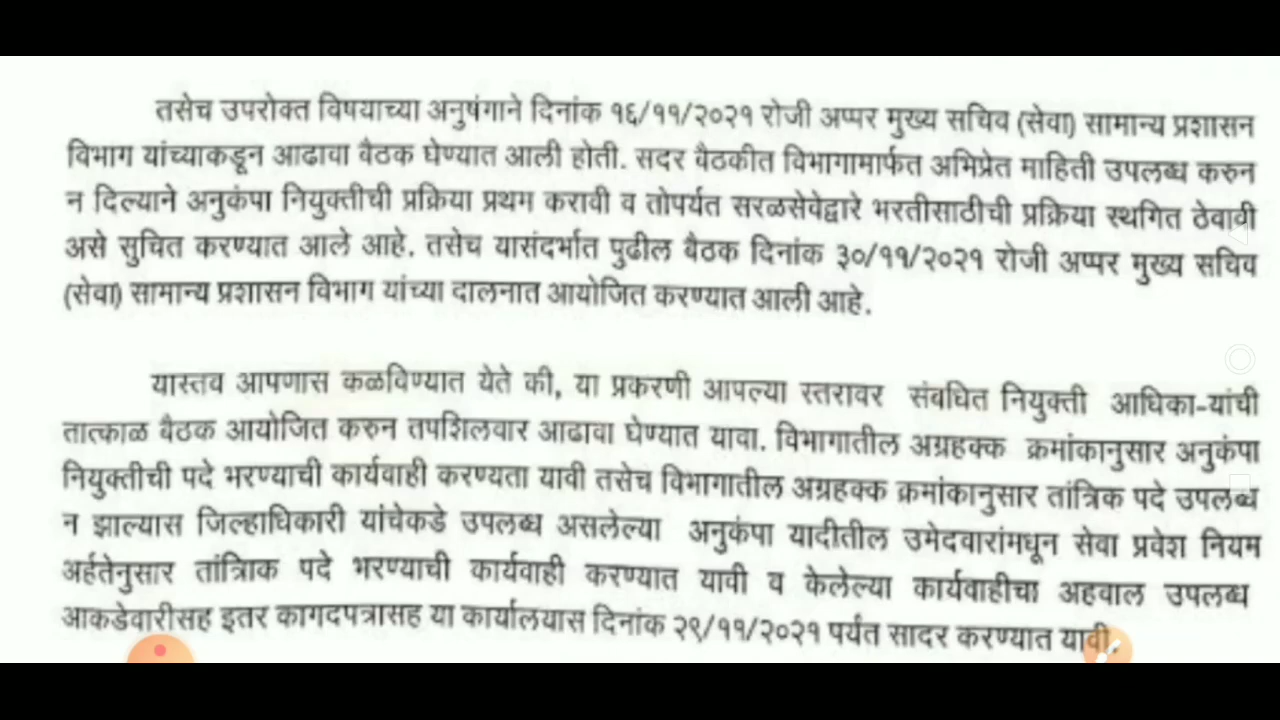 तसेच उपरोक्त विषयाच्या अनुषंगाने दिनांक १६/११/२०२१ रोजी अप्पर मुख्य सचिव (सेवा) सामान्य प्रशासन
विभाग यांच्याकडून आढावा बैठक घेण्यात आली होती. सदर बैठकीत विभागामार्फत अभिप्रेत माहिती उपलब्ध करुन
न दिल्याने अनुकंपा नियुक्तीची प्रक्रिया प्रथम करावी व तोपर्यत सरळसेवेद्वारे भरतीसाठीची प्रक्रिया स्थगित ठेवावी
असे सुचित करण्यात आले आहे. तसेच यासंदर्भात पुढील बैठक दिनांक ३०/११/२०२१ रोजी अप्पर मुख्य सचिव
(सेवा) सामान्य प्रशासन विभाग यांच्या दालनात आयोजित करण्यात आली आहे.
यास्तव आपणास कळविण्यात येते की, या प्रकरणी आपल्या स्तरावर संबधित नियुक्ती आधिका-यांची
तात्काळ बैठक आयोजित करुन तपशिलवार आढावा घेण्यात यावा. विभागातील अग्रहक्क क्रमांकानुसार अनुकंपा
नियुक्तीची पदे भरण्याची कार्यवाही करण्यता यावी तसेच विभागातील अग्रहक्क क्रमांकानुसार तांत्रिक पदे उपलब्ध
न झाल्यास जिल्हाधिकारी यांचेकडे उपलब्ध असलेल्या अनुकंपा यादीतील उमेदवारांमधून सेवा प्रवेश नियम
अर्हतेनुसार तांत्रिाक पदे भरण्याची कार्यवाही करण्यात यावी व केलेल्या कार्यवाहीचा अहवाल उपलब्ध
आकडेवारीसह इतर कागदपत्रासह या कार्यालयास दिनांक २९/११/२०२१ पर्यंत सादर करण्यात यावी.